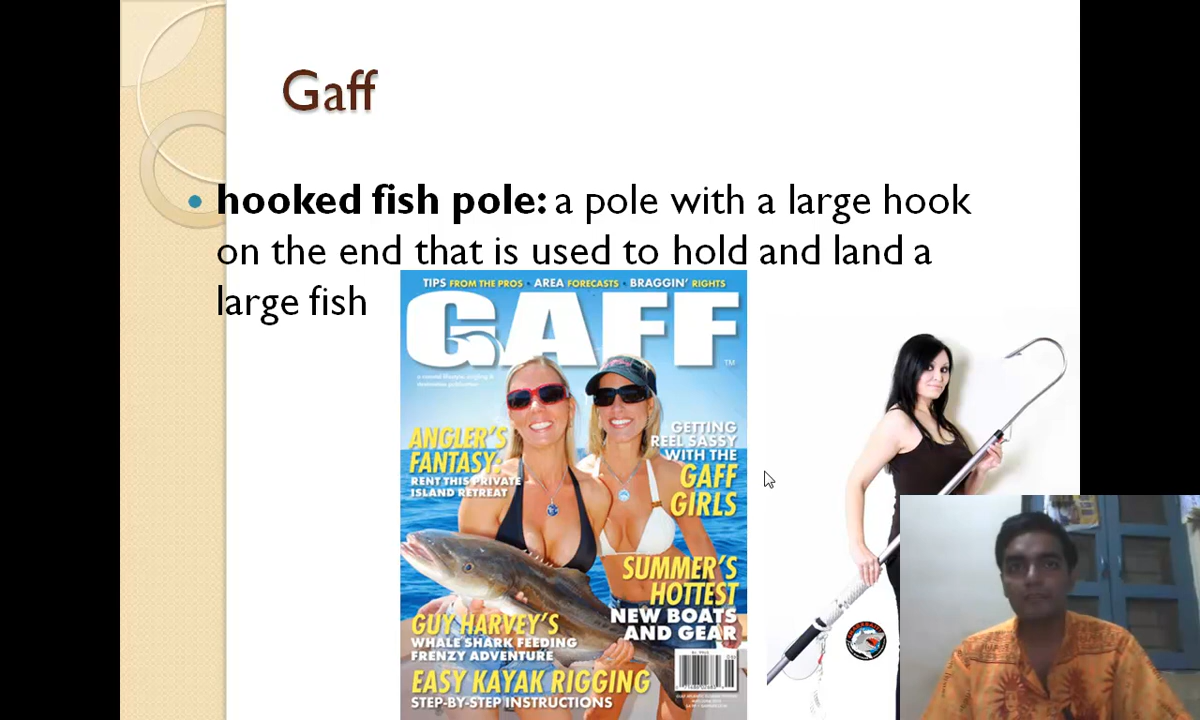 Gaff
hooked fish pole: a pole with a large hook
on the end that is used to hold and land a
large fish
TIPS FROM THE PROS • AREA FORECASTS • BRAGGIN' RIGHTS
GAFF
TM
ANGLER'S
FANTASY:
RENT THIS PRIVATE
ISLAND RETREAT
GETTING
REEL SASSY
WITH THE
GAFF
GIRLS
SUMMER'S
HOTTEST
NEW BOATS
AND GEAR
GUY HARVEY'S
WHALE SHARK FEEDING
FRENZY ADVENTURE
EASY KAYAK RIGGING
STEP-BY-STEP INSTRUCTIONS